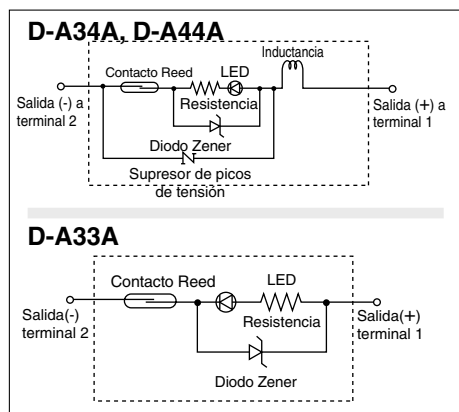 D-A34A, D-A44A
Inductancia
Contacto Reed
LED
Salida (-) a
terminal 2
Resistencia
Salida (+) a
terminal 1
Diodo Zener
Supresor de picos
de tensión
D-A33A
Contacto Reed
LED
Salida(-)
terminal 2
Resistencia
Salida(+)
terminal 1
Diodo Zener